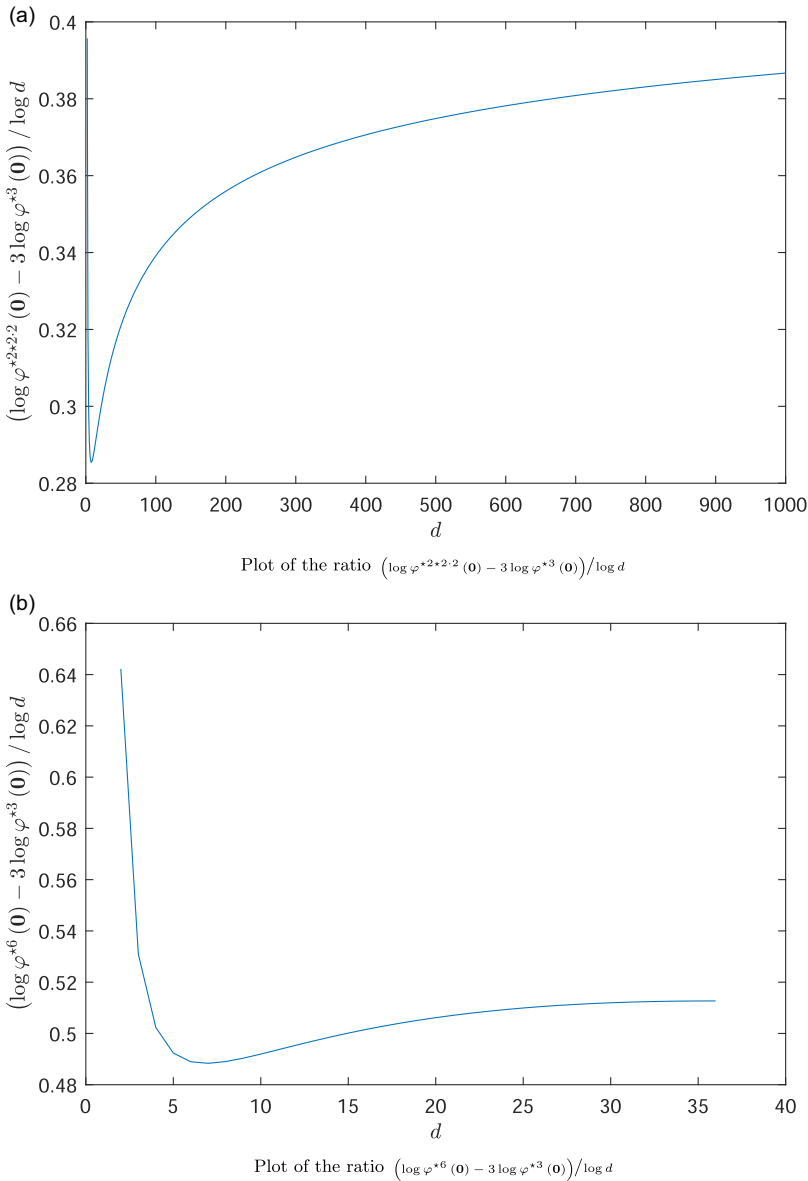 (a)
0.4
0.38
0.36
0.34
0.32
0.3
0.28
(log φ⋆2⋆2·2 (0) − 3 log φ⋆3 (0)) / log d
0 100 200 300 400 500 600 700 800 900 1000
d
Plot of the ratio (log φ⋆2⋆2·2 (0) − 3 log φ⋆3 (0))/log d
(b)
0.66
0.64
0.62
0.6
0.58
0.56
0.54
0.52
0.5
0.48
(log φ⋆6 (0) − 3 log φ⋆3 (0)) / log d
0 5 10 15 20 25 30 35 40
d
Plot of the ratio (log φ⋆6 (0) − 3 log φ⋆3 (0))/log d